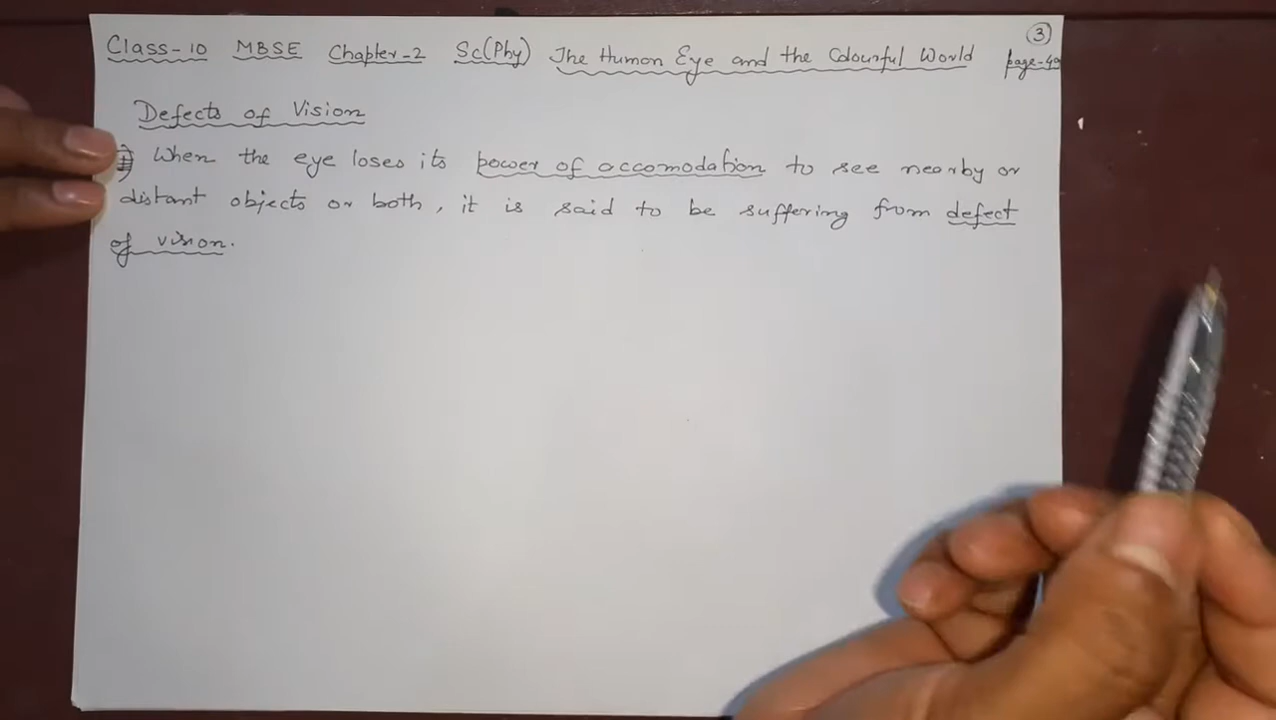 ③
Class-10 MBSE Chapter-2 Sc(Phy) The Human Eye and the Colourful World page-49
Defects of Vision
When the eye loses its power of accomodation to see nearby or
distant objects or both, it is said to be suffering from defect
of vision.